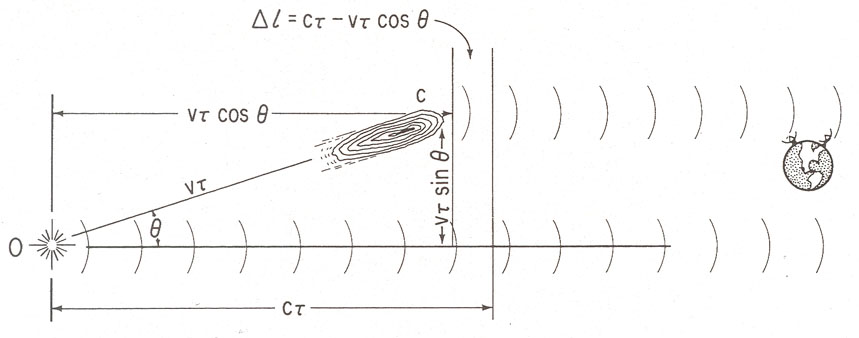 Δl = cτ − vτ cos θ
C
vτ cos θ
vτ
vτ sin θ
θ
O
cτ